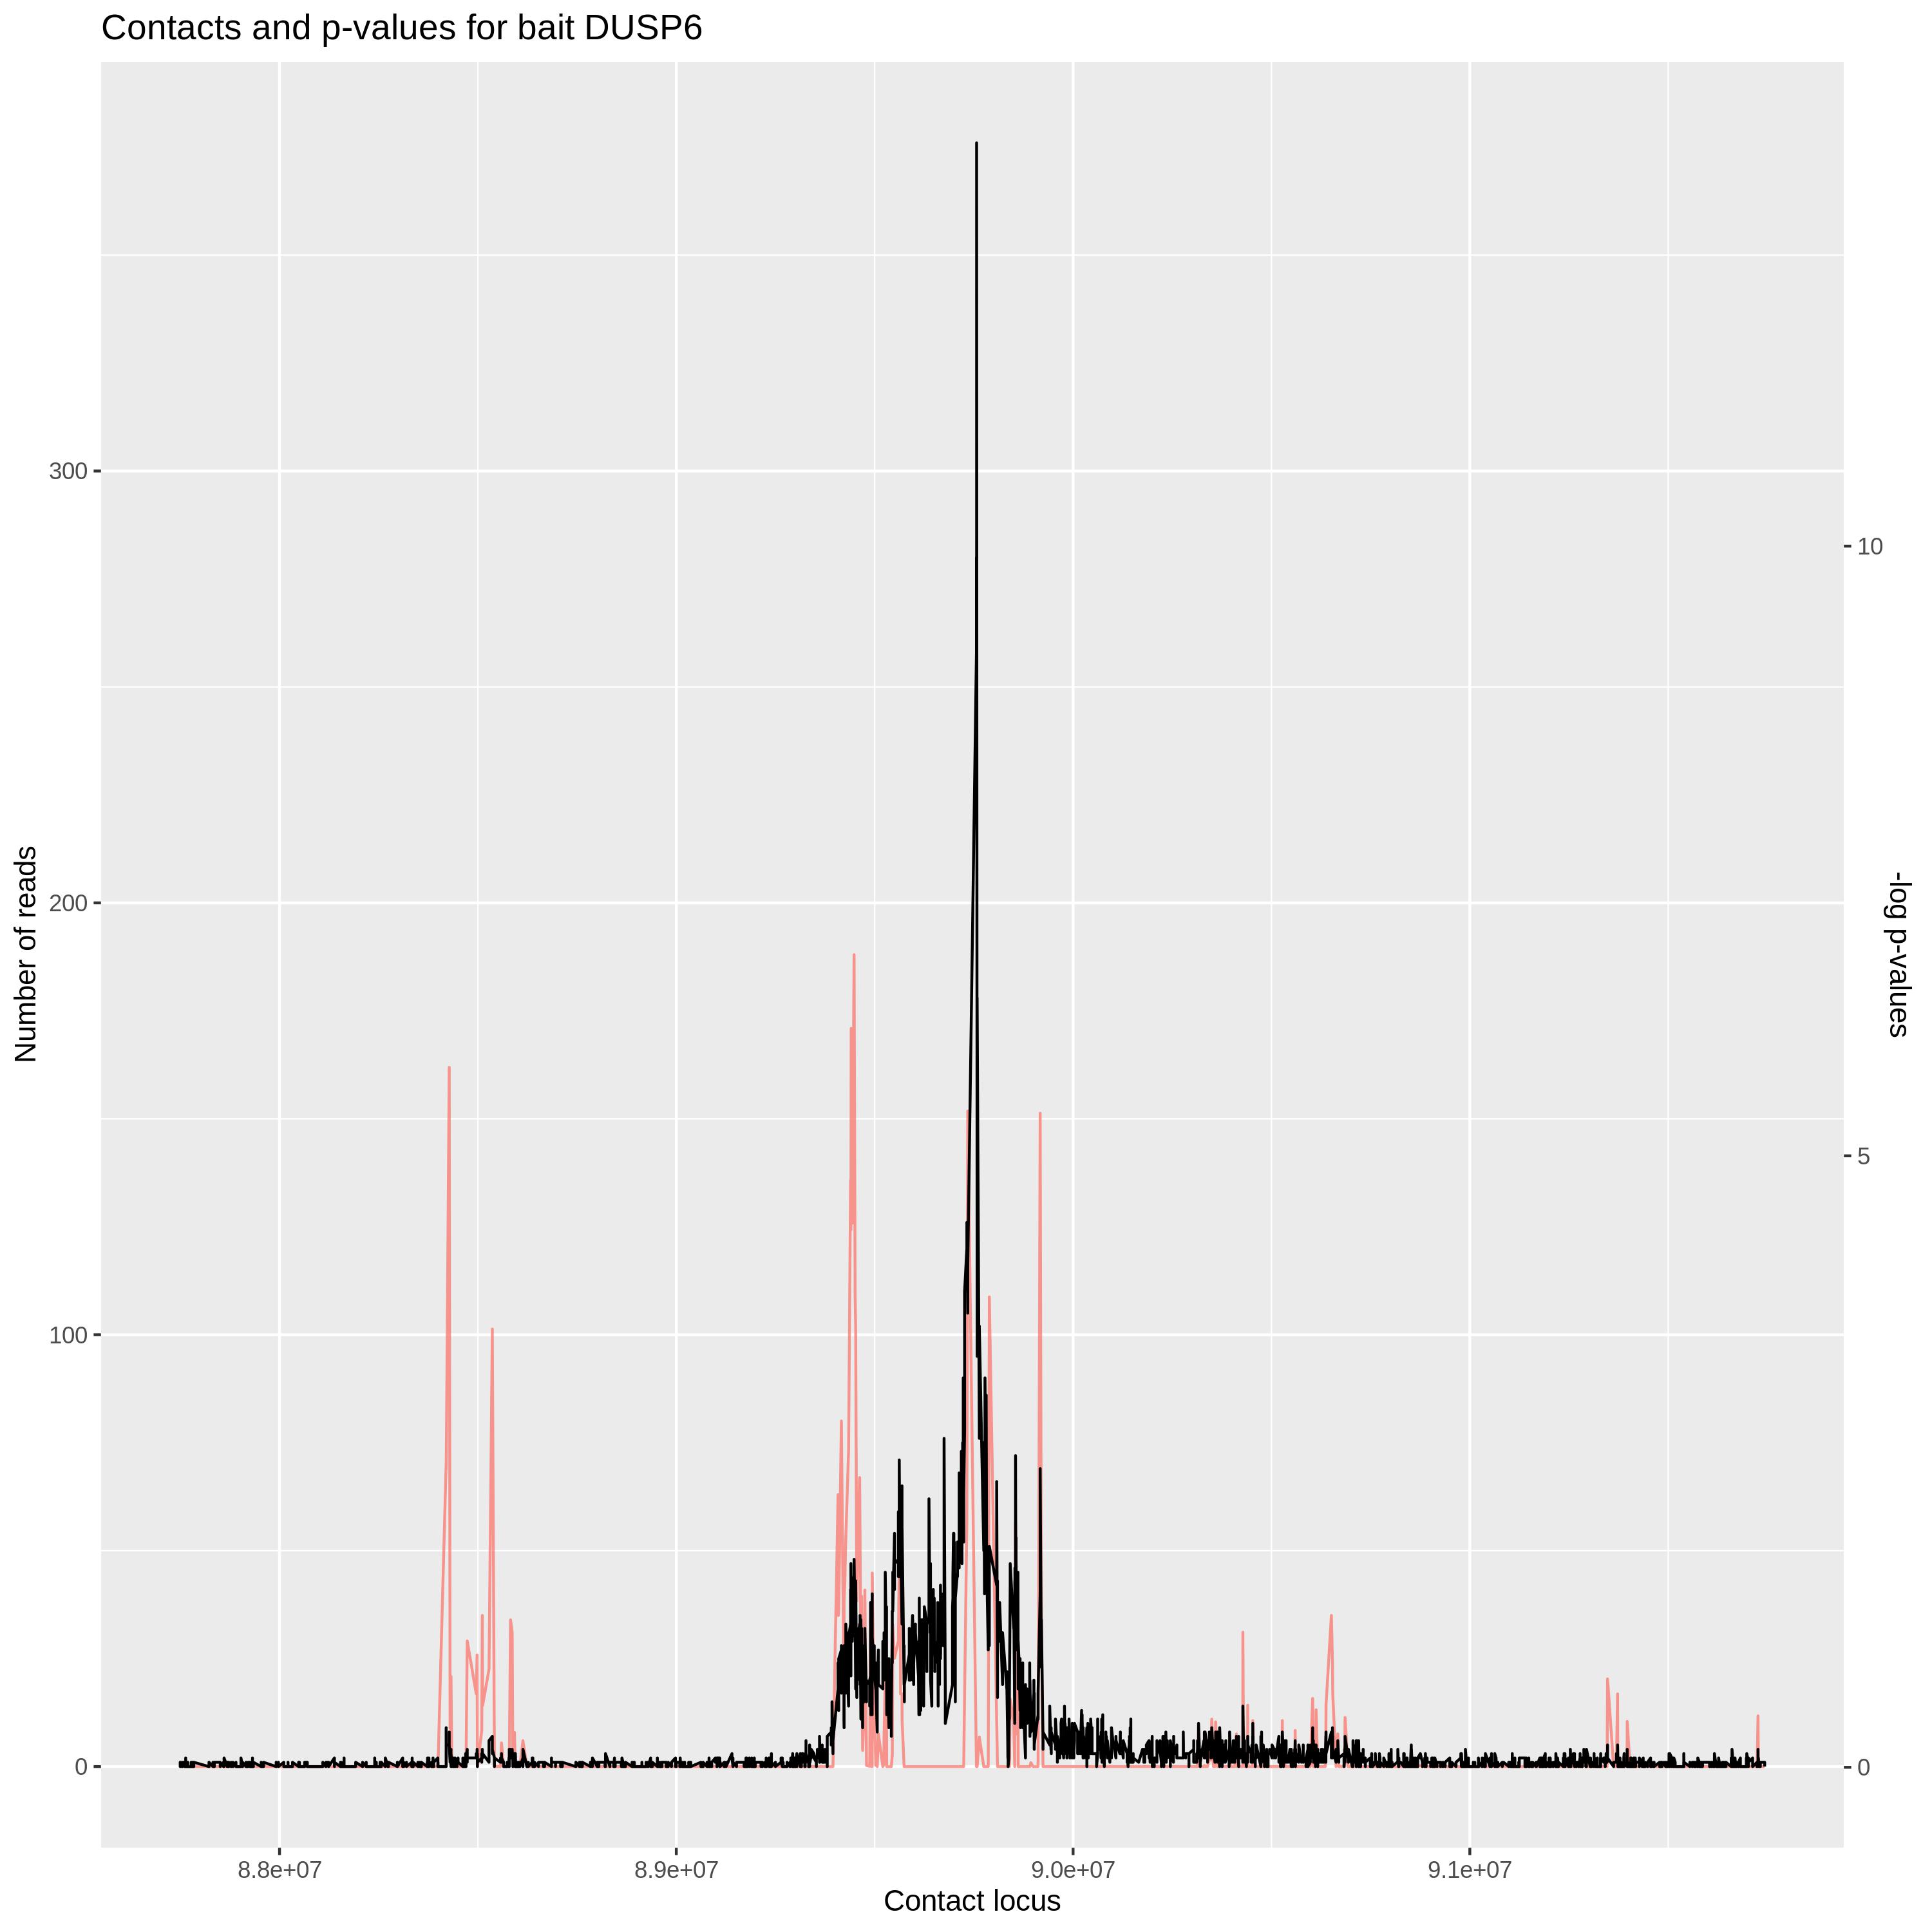 Contacts and p-values for bait DUSP6
Number of reads
300
200
100
0
10
5
0
-log p-values
8.8e+07
8.9e+07
9.0e+07
9.1e+07
Contact locus